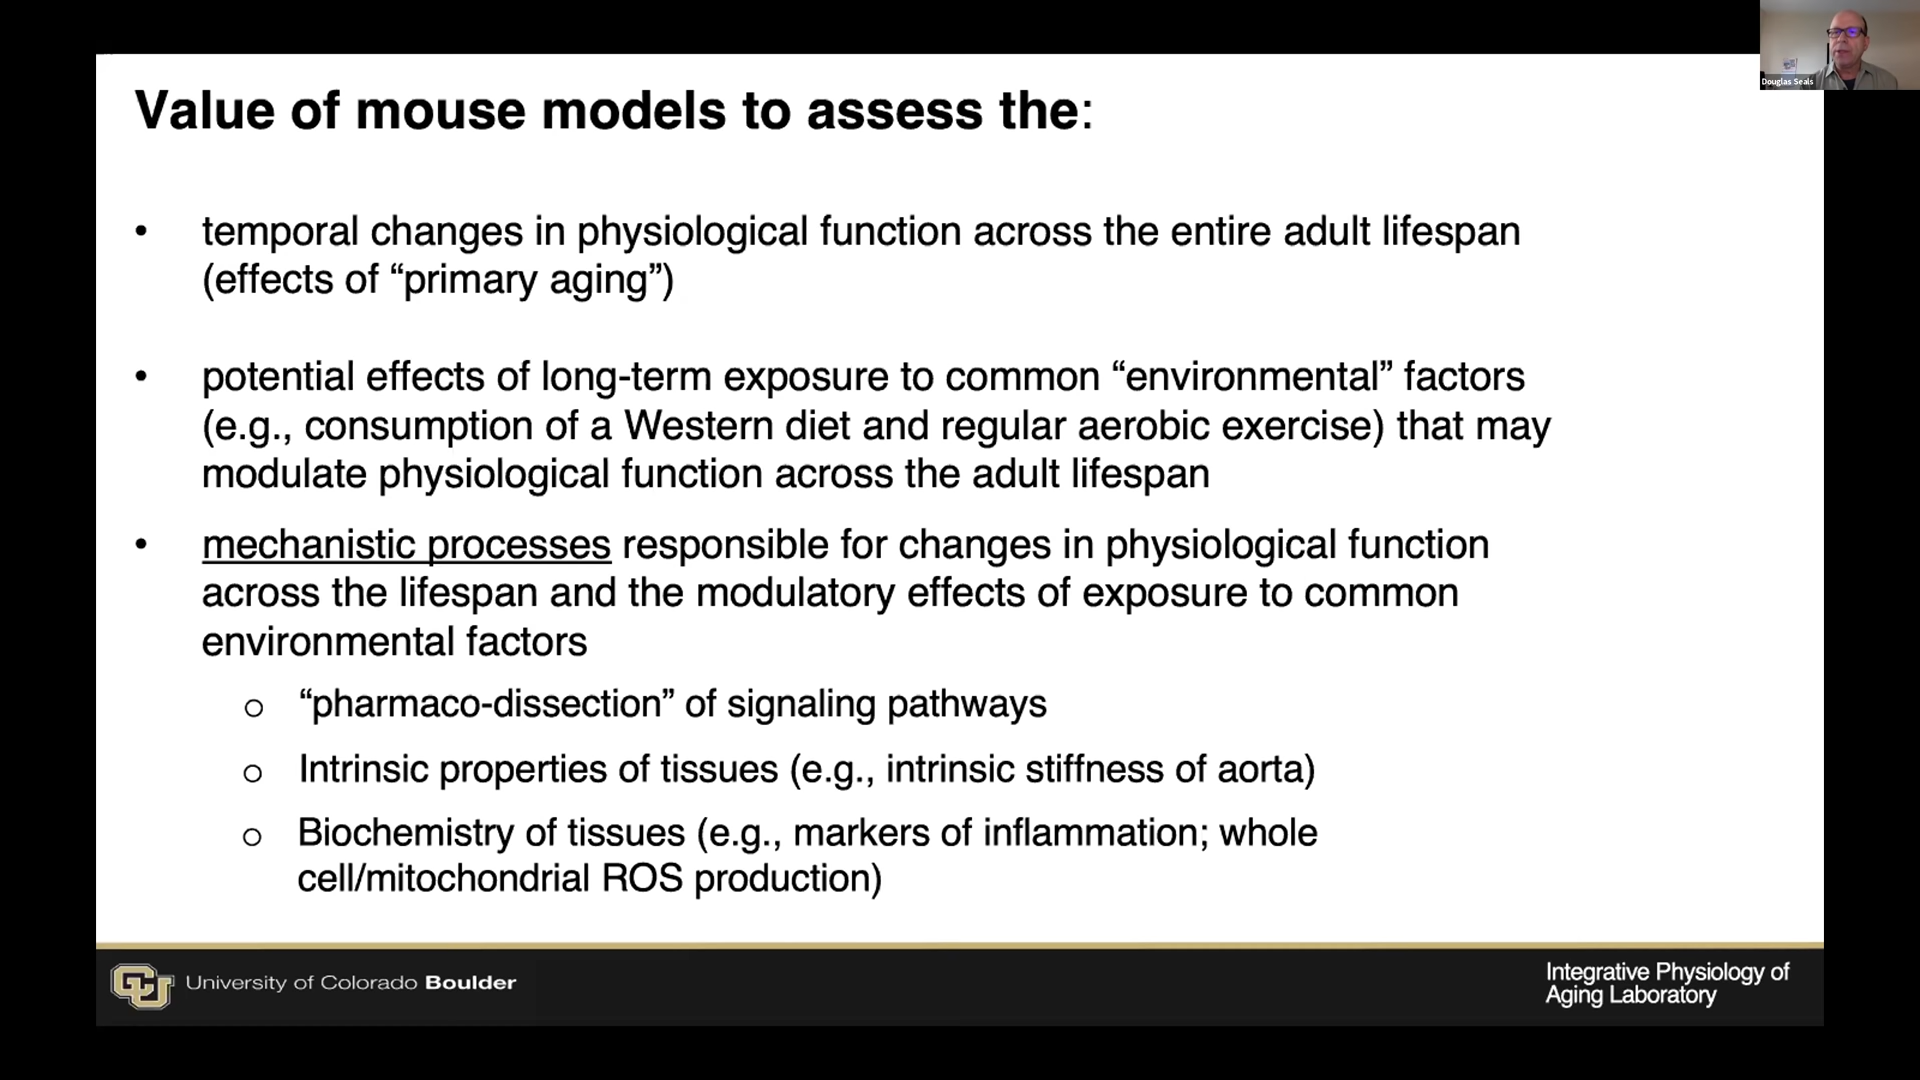 Douglas Seals
Value of mouse models to assess the:
• temporal changes in physiological function across the entire adult lifespan
(effects of “primary aging”)
• potential effects of long-term exposure to common “environmental” factors
(e.g., consumption of a Western diet and regular aerobic exercise) that may
modulate physiological function across the adult lifespan
• mechanistic processes responsible for changes in physiological function
across the lifespan and the modulatory effects of exposure to common
environmental factors
o “pharmaco-dissection” of signaling pathways
o Intrinsic properties of tissues (e.g., intrinsic stiffness of aorta)
o Biochemistry of tissues (e.g., markers of inflammation; whole
cell/mitochondrial ROS production)
CU University of Colorado Boulder
Integrative Physiology of
Aging Laboratory